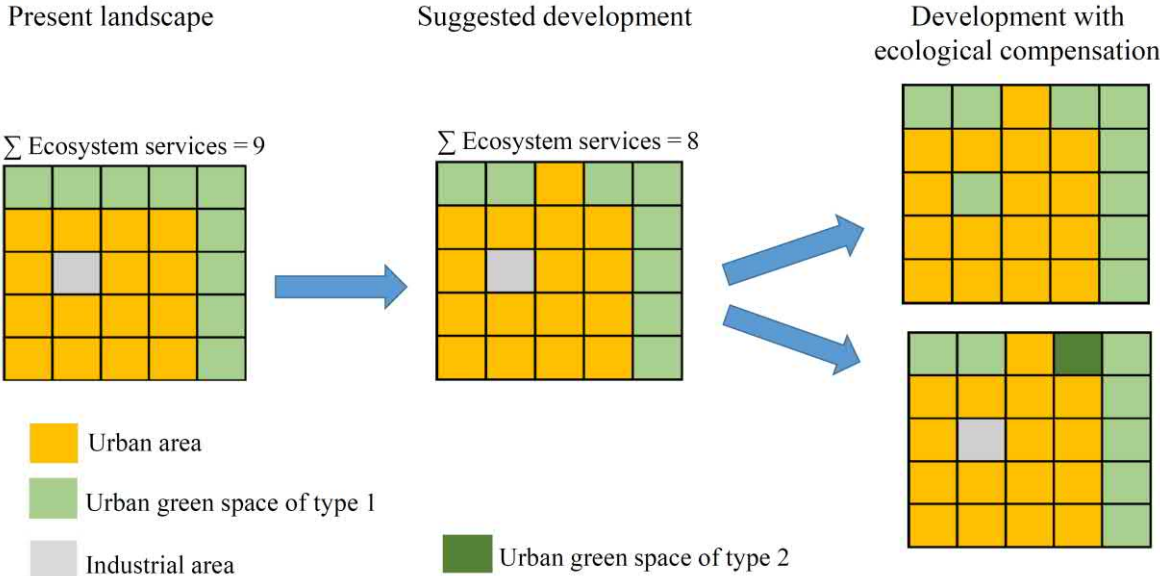 Present landscape
Suggested development
Development with
ecological compensation
∑ Ecosystem services = 9
∑ Ecosystem services = 8
Urban area
Urban green space of type 1
Industrial area
Urban green space of type 2